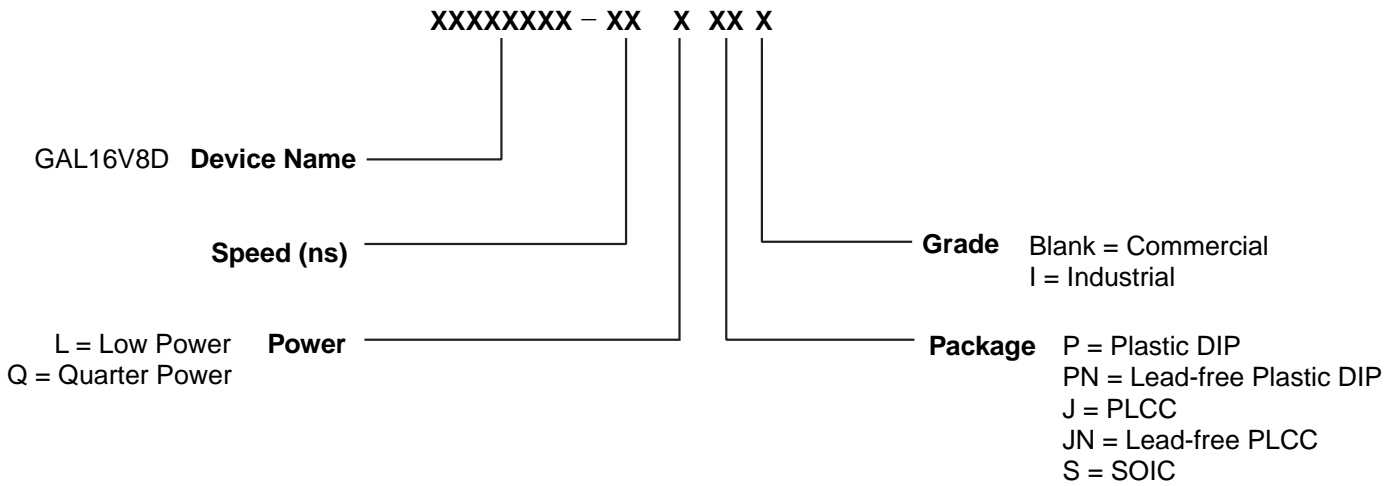 XXXXXXXX – XX X XX X
GAL16V8D Device Name
Speed (ns)
Grade Blank = Commercial
I = Industrial
L = Low Power Power
Q = Quarter Power
Package P = Plastic DIP
PN = Lead-free Plastic DIP
J = PLCC
JN = Lead-free PLCC
S = SOIC